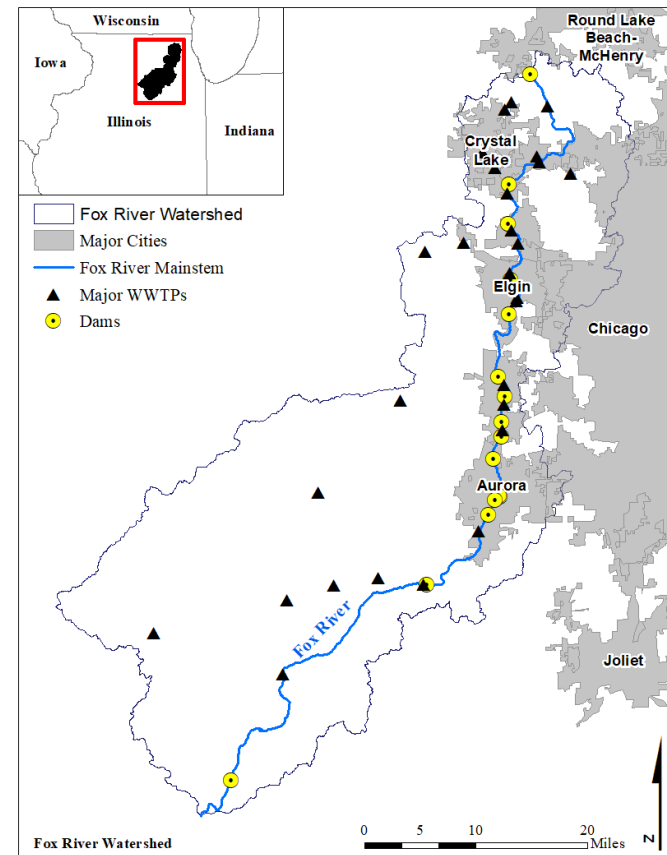 Wisconsin
Iowa
Illinois
Indiana
Fox River Watershed
Major Cities
Fox River Mainstem
Major WWTPs
Dams
Round Lake
Beach-
McHenry
Crystal
Lake
Elgin
Chicago
Aurora
Joliet
Fox River
Fox River Watershed
0 5 10 20
Miles
N